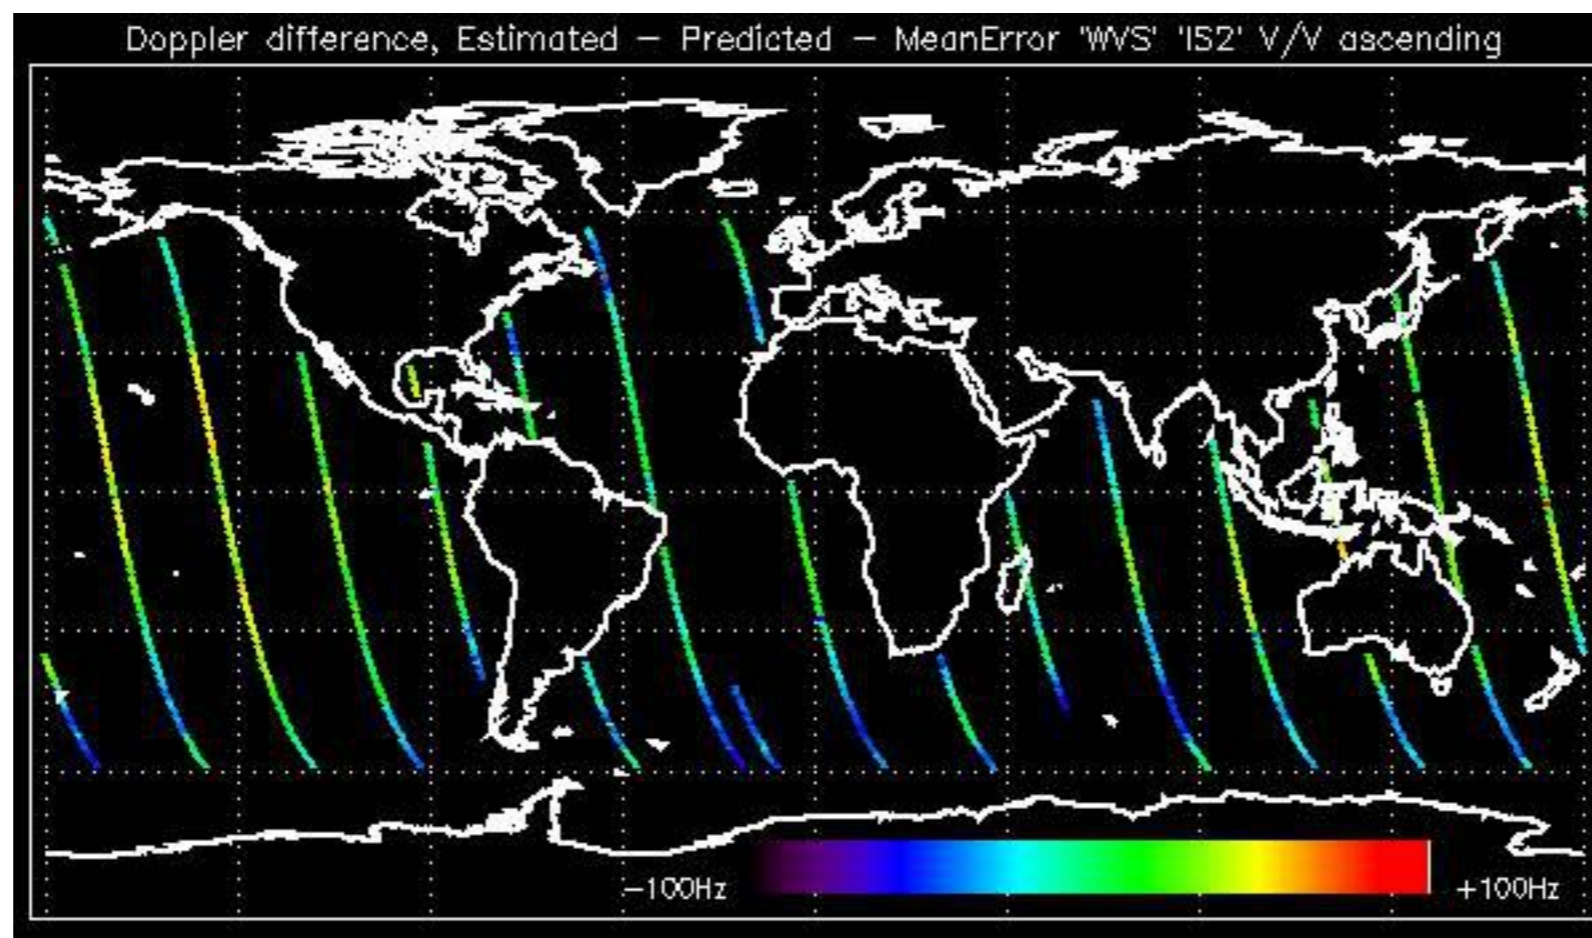 Doppler difference, Estimated – Predicted – MeanError 'WVS' 'IS2' V/V ascending
−100Hz +100Hz